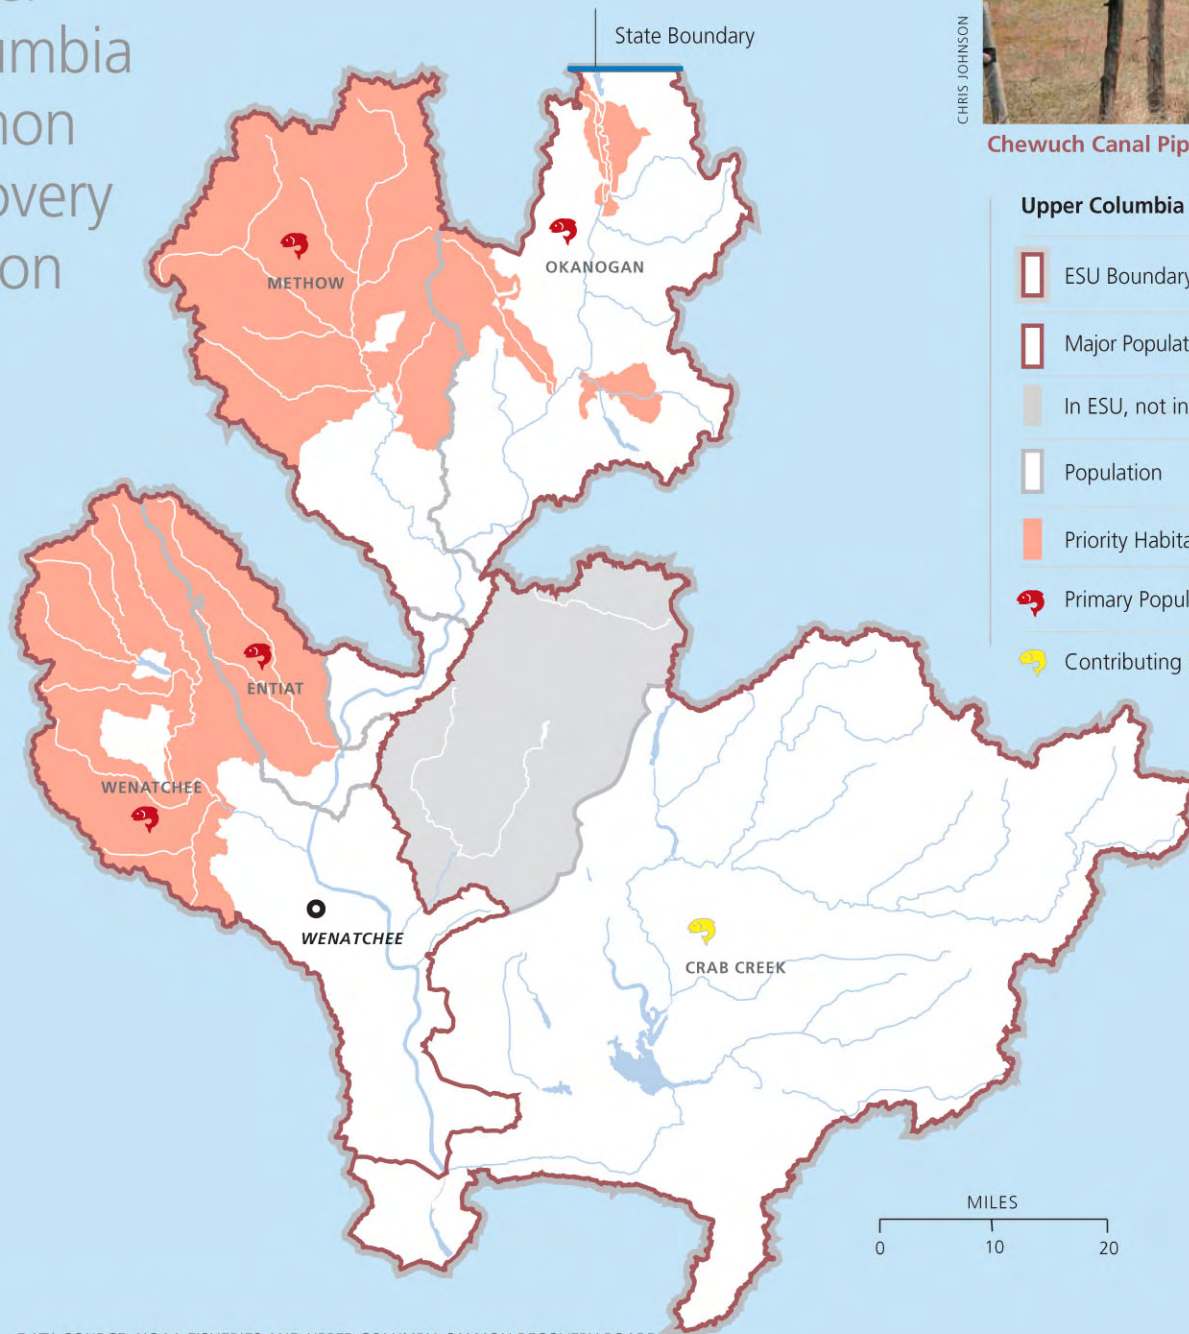 umbia
non
overy
on
State Boundary
CHRIS JOHNSON
Chewuch Canal Pip
Upper Columbia
ESU Boundary
Major Populat
In ESU, not in
Population
Priority Habita
Primary Popul
Contributing
METHOW
OKANOGAN
ENTIAT
WENATCHEE
WENATCHEE
CRAB CREEK
MILES
0 10 20